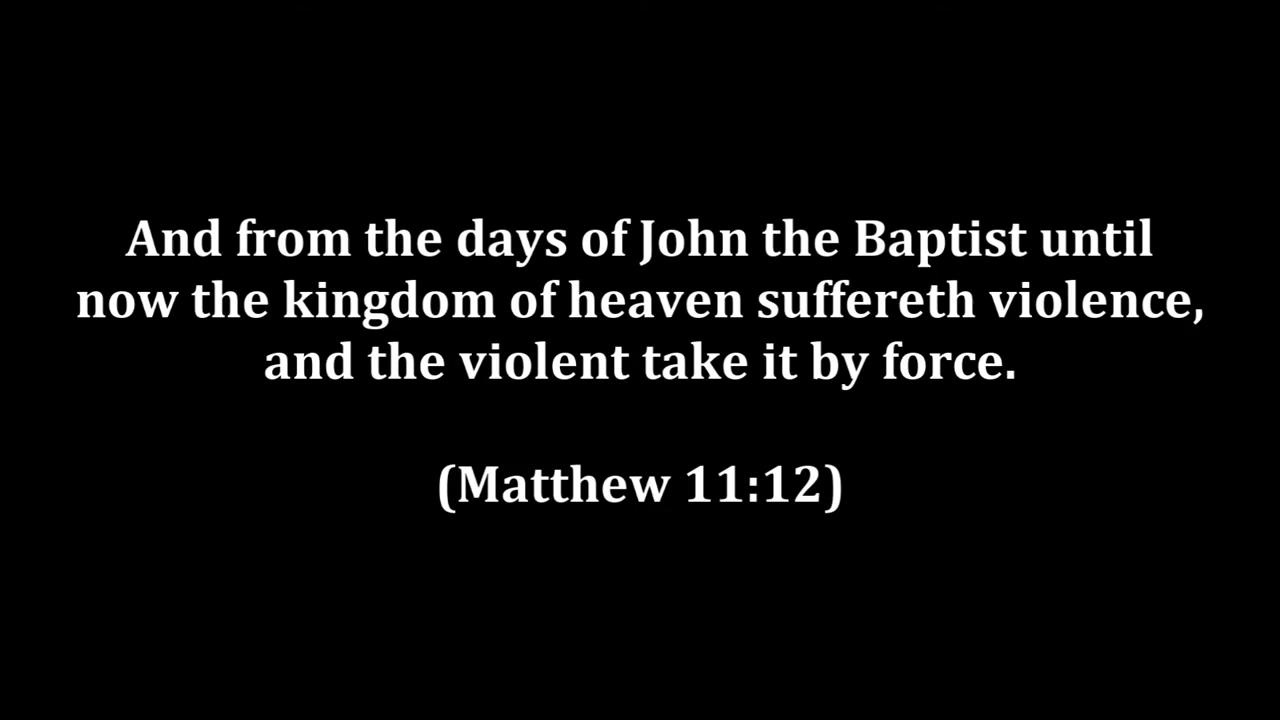 And from the days of John the Baptist until
now the kingdom of heaven suffereth violence,
and the violent take it by force.
(Matthew 11:12)